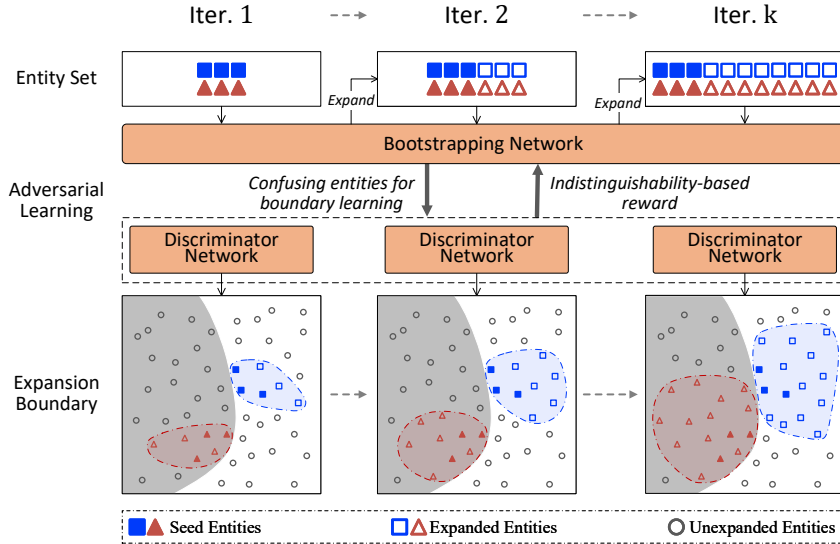 Iter. 1
Iter. 2
Iter. k
Entity Set
Expand
Expand
Bootstrapping Network
Adversarial
Learning
Confusing entities for
boundary learning
Indistinguishability-based
reward
Discriminator
Network
Discriminator
Network
Discriminator
Network
Expansion
Boundary
Seed Entities
Expanded Entities
Unexpanded Entities